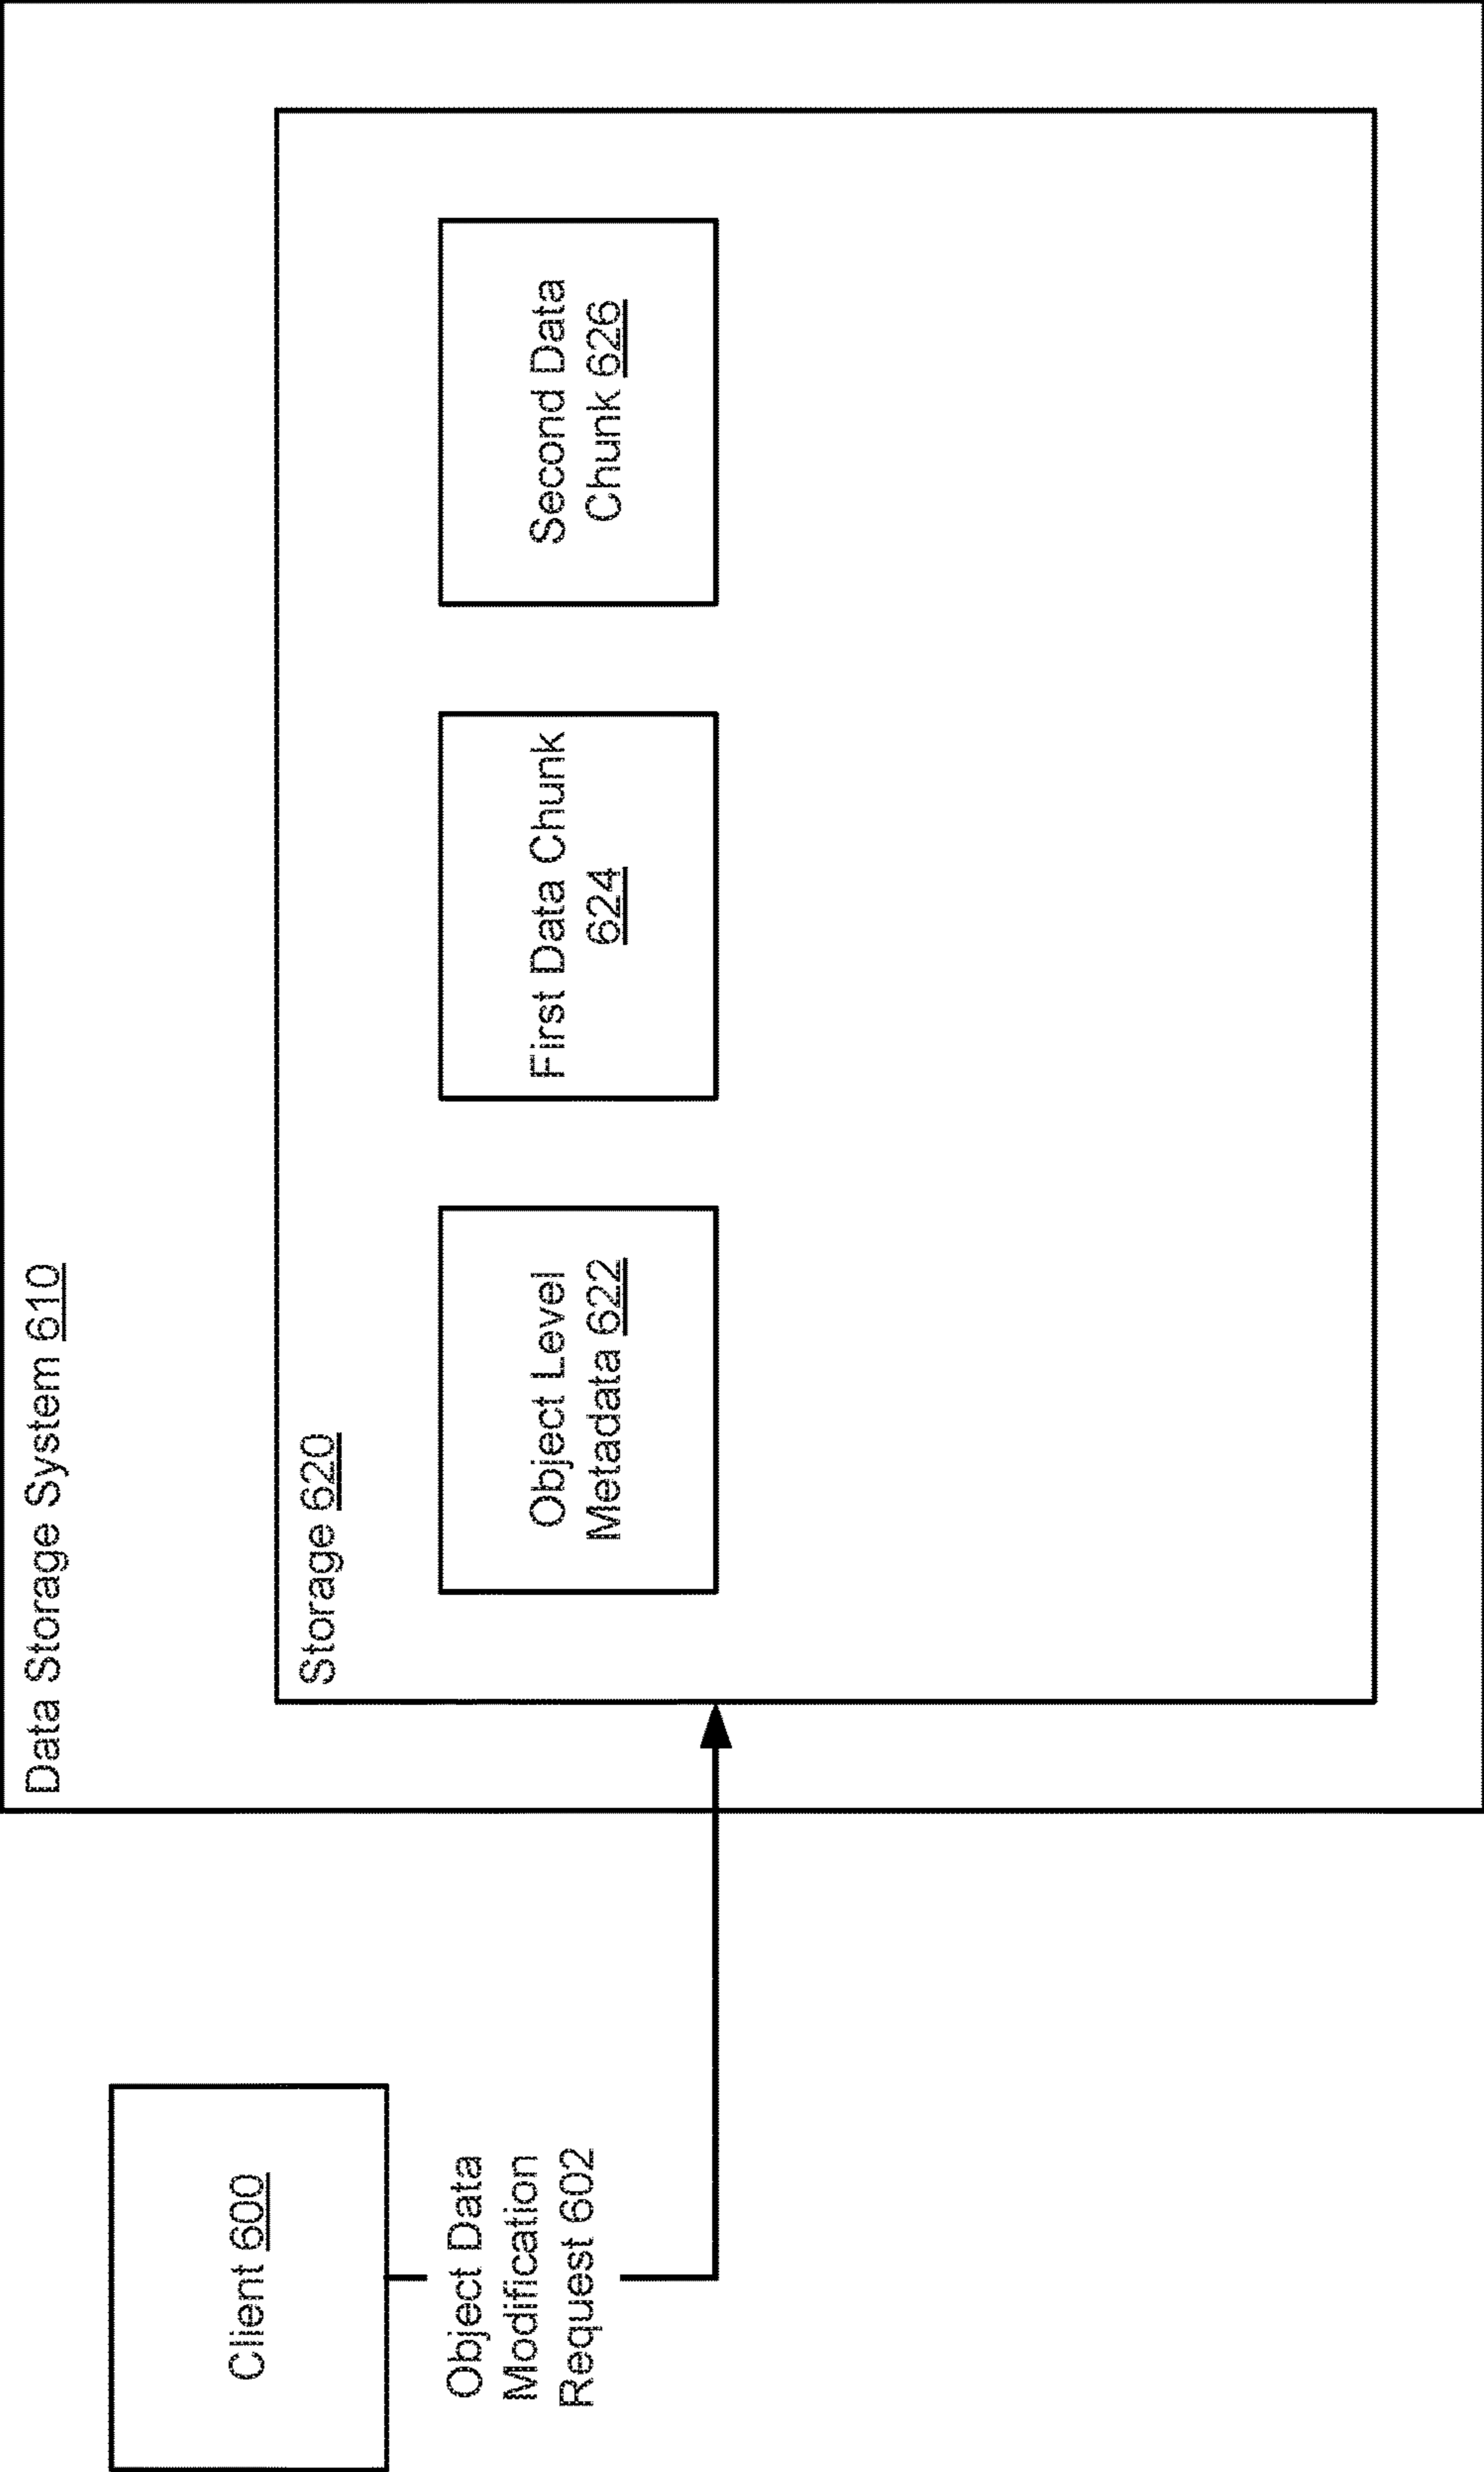 Client 600
Object Data
Modification
Request 602
Data Storage System 610
Storage 620
Object Level
Metadata 622
First Data Chunk
624
Second Data
Chunk 626